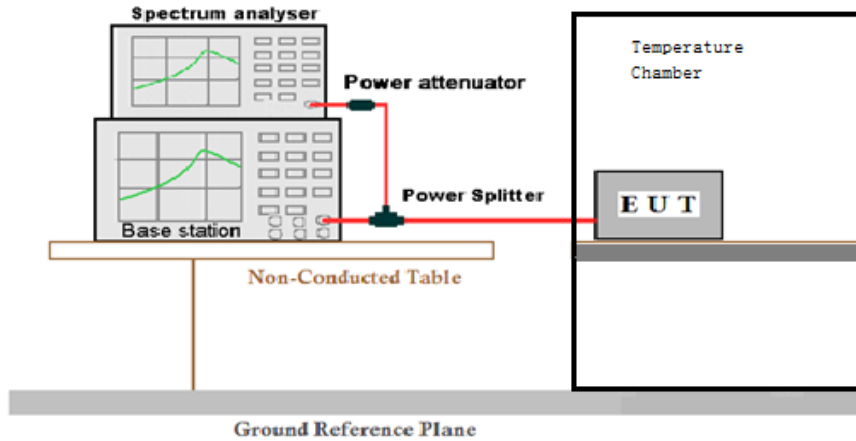 Spectrum analyser
Temperature
Chamber
Power attenuator
Power Splitter
E U T
Base station
Non-Conducted Table
Ground Reference Plane